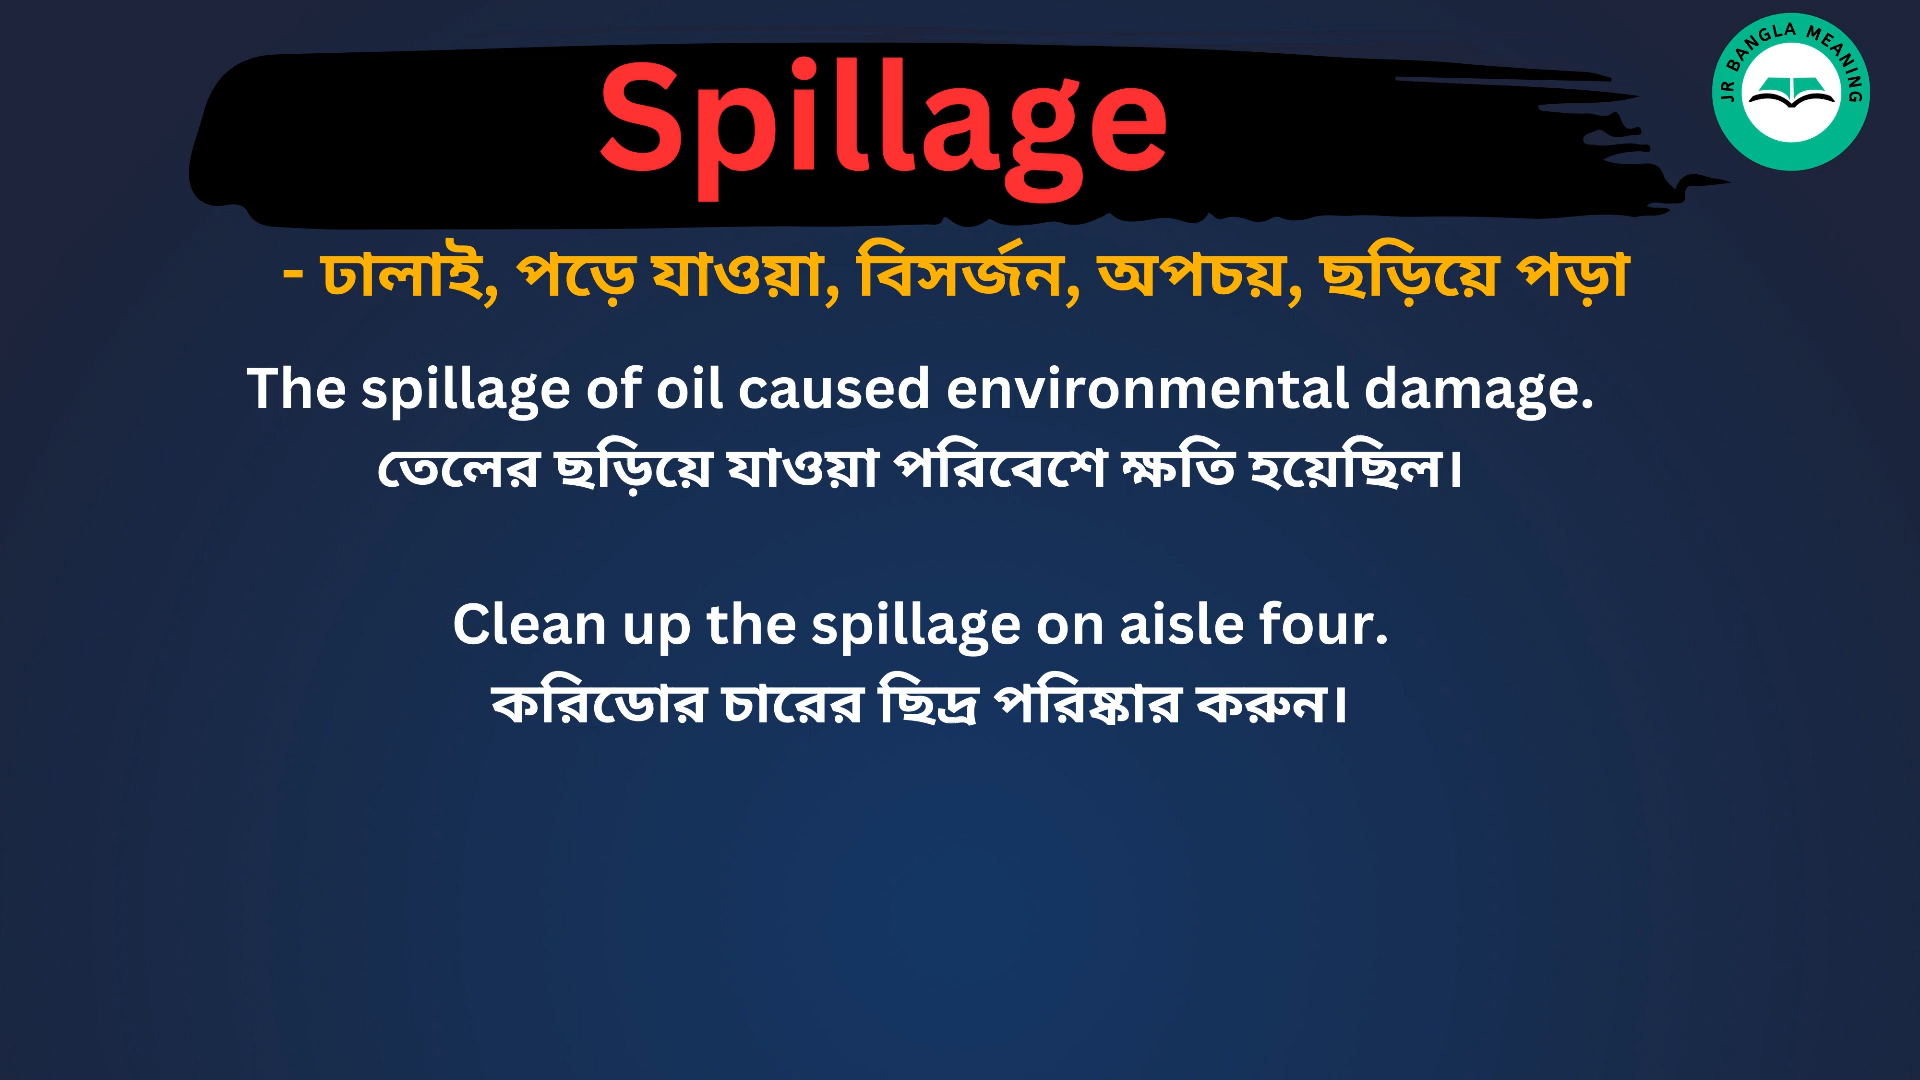 JR BANGLA MEANING
Spillage
- ঢালাই, পড়ে যাওয়া, বিসর্জন, অপচয়, ছড়িয়ে পড়া
The spillage of oil caused environmental damage.
তেলের ছড়িয়ে যাওয়া পরিবেশে ক্ষতি হয়েছিল।
Clean up the spillage on aisle four.
করিডোর চারের ছিদ্র পরিষ্কার করুন।